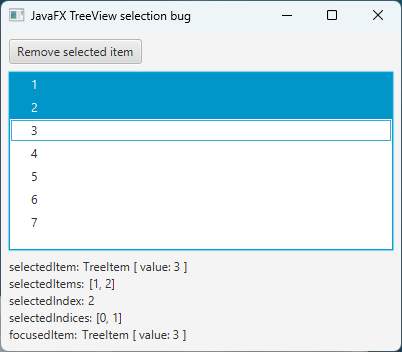 JavaFX TreeView selection bug
Remove selected item
1
2
3
4
5
6
7
selectedItem: TreeItem [ value: 3 ]
selectedItems: [1, 2]
selectedIndex: 2
selectedIndices: [0, 1]
focusedItem: TreeItem [ value: 3 ]